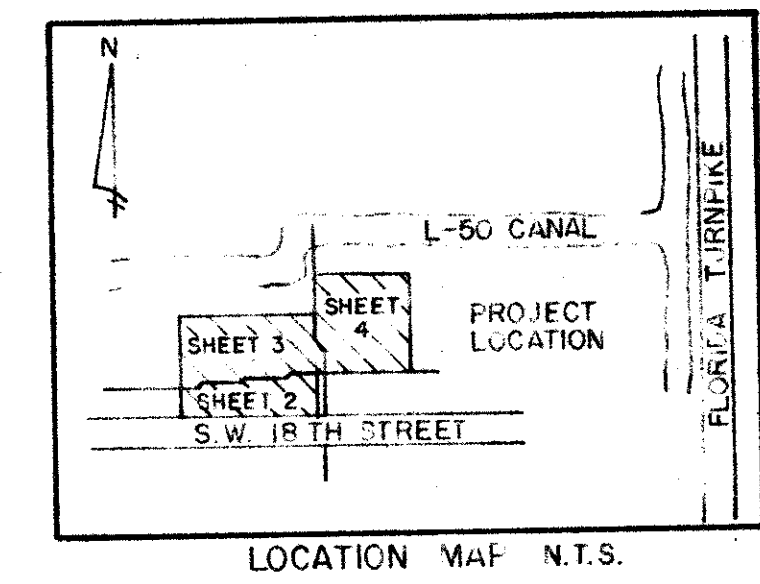 N
L-50 CANAL
SHEET
4
PROJECT
LOCATION
SHEET 3
SHEET 2
S.W. 18TH STREET
FLORIDA TURNPIKE
LOCATION MAP N.T.S.